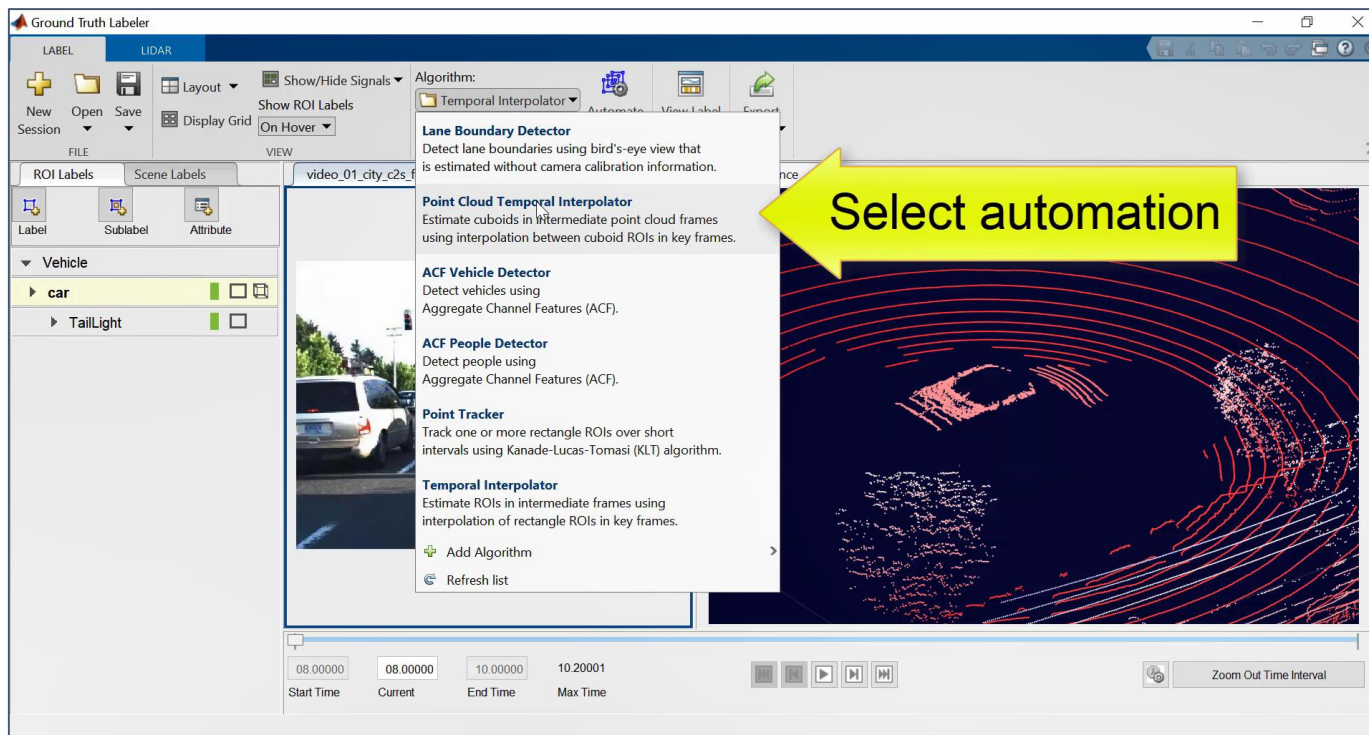 Ground Truth Labeler
LABEL
LIDAR
New Session
Open
Save
FILE
Layout
Display Grid
Show/Hide Signals
Show ROI Labels
On Hover
VIEW
Algorithm:
Temporal Interpolator
Automate
View Label
Export
Lane Boundary Detector
Detect lane boundaries using bird's-eye view that
is estimated without camera calibration information.
Point Cloud Temporal Interpolator
Estimate cuboids in intermediate point cloud frames
using interpolation between cuboid ROIs in key frames.
ACF Vehicle Detector
Detect vehicles using
Aggregate Channel Features (ACF).
ACF People Detector
Detect people using
Aggregate Channel Features (ACF).
Point Tracker
Track one or more rectangle ROIs over short
intervals using Kanade-Lucas-Tomasi (KLT) algorithm.
Temporal Interpolator
Estimate ROIs in intermediate frames using
interpolation of rectangle ROIs in key frames.
Add Algorithm
Refresh list
Select automation
ROI Labels
Scene Labels
Label
Sublabel
Attribute
Vehicle
car
TailLight
video_01_city_c2s_f
08.00000
08.00000
10.00000
10.20001
Start Time
Current
End Time
Max Time
Zoom Out Time Interval